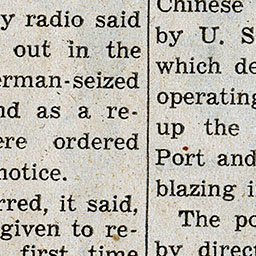 y radio said
out in the
erman-seized
nd as a re-
ere ordered
notice.
rred, it said,
given to re-
first time
Chinese
by U. S
which de
operating
up the
Port and
blazing i
The po
by direc